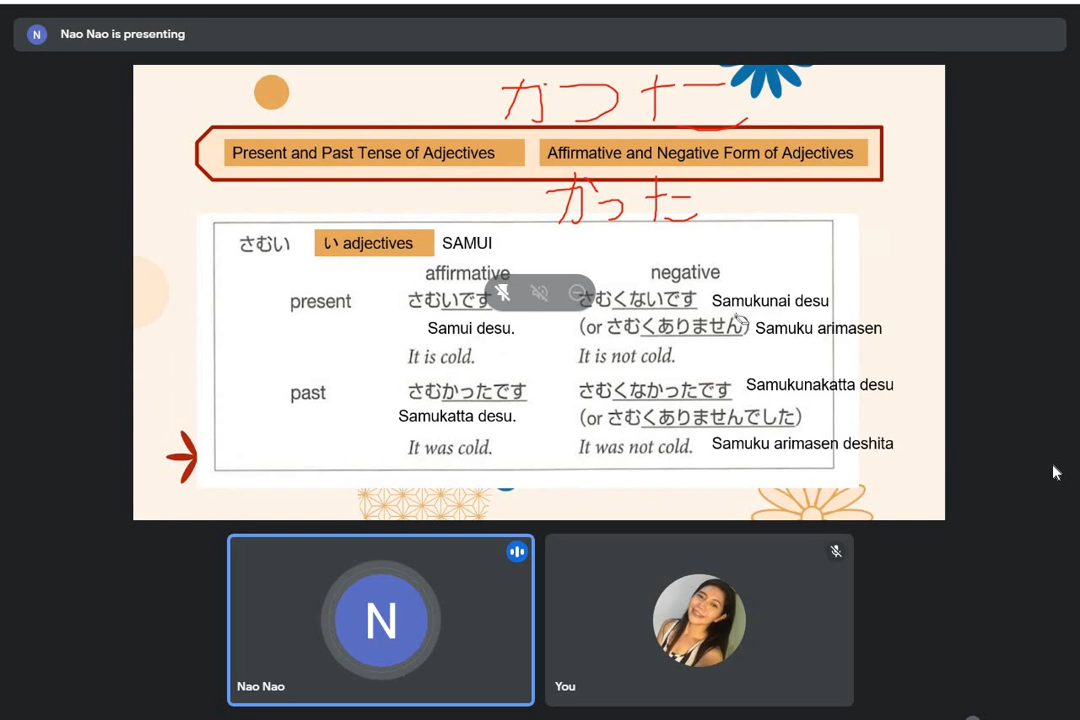 N Nao Nao is presenting
かつた
Present and Past Tense of Adjectives Affirmative and Negative Form of Adjectives
かった
さむい い adjectives SAMUI
affirmative negative
present さむいです さむくないです Samukunai desu
Samui desu. (or さむくありません) Samuku arimasen
It is cold. It is not cold.
past さむかったです さむくなかったです Samukunakatta desu
Samukatta desu. (or さむくありませんでした)
It was cold. It was not cold. Samuku arimasen deshita
N
Nao Nao You